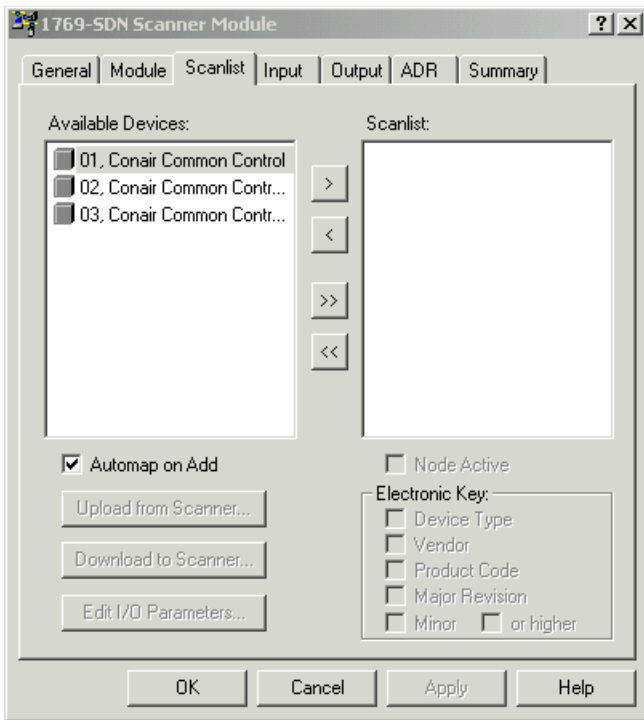 1769-SDN Scanner Module
General Module Scanlist Input Output ADR Summary
Available Devices:
01, Conair Common Control
02, Conair Common Contr...
03, Conair Common Contr...
>
<
>>
<<
Scanlist:
Automap on Add
Upload from Scanner...
Download to Scanner...
Edit I/O Parameters...
Node Active
Electronic Key:
Device Type
Vendor
Product Code
Major Revision
Minor or higher
OK Cancel Apply Help